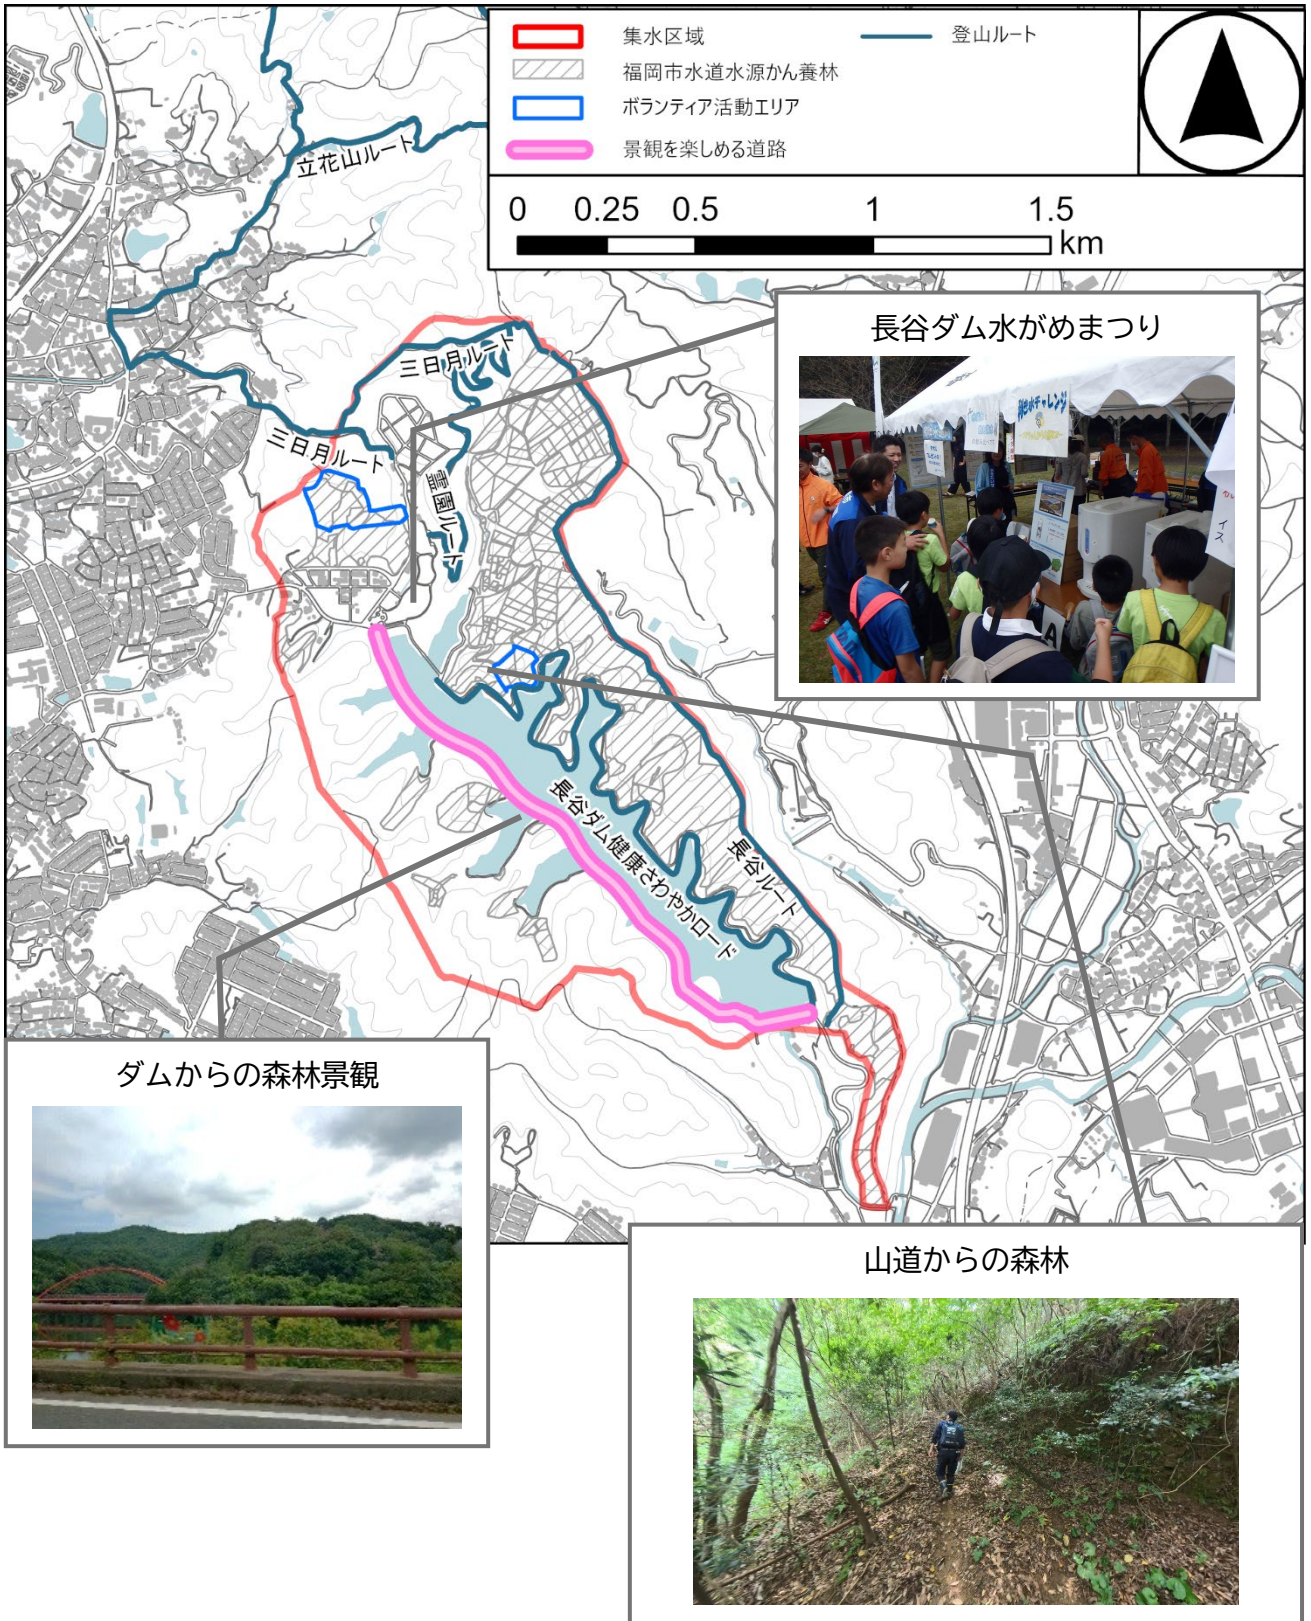 集水区域
登山ルート
福岡市水道水源かん養林
ボランティア活動エリア
景観を楽しめる道路
0 0.25 0.5 1 1.5
km
立花山ルート
三日月ルート
三日月ルート
霊園ルート
長谷ダム健康さわやかロード
長谷ルート
長谷ダム水がめまつり
イス
A
ダムからの森林景観
山道からの森林